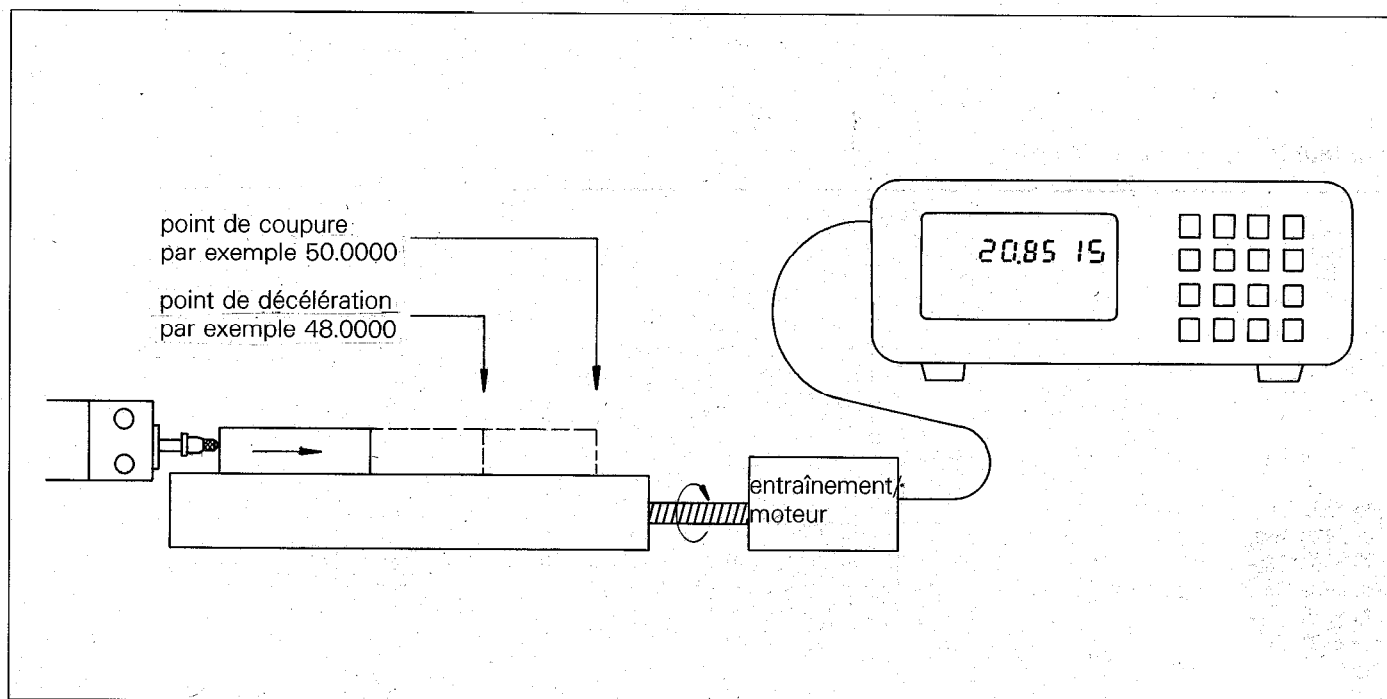 point de coupure
par exemple 50.0000
point de décélération
par exemple 48.0000
20.85 15
entraînement/
moteur